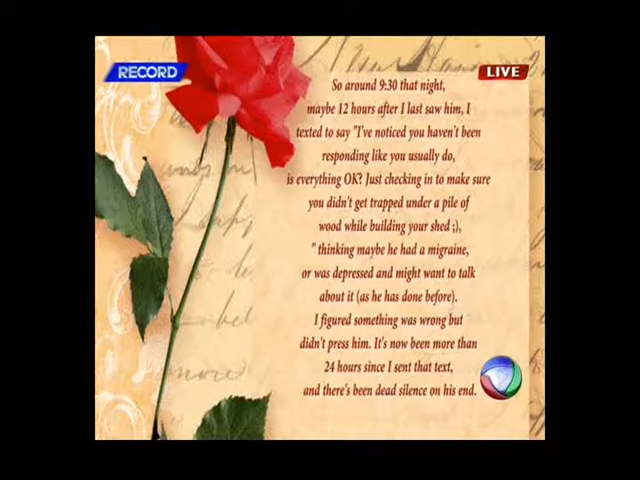 RECORD
LIVE
So around 9:30 that night,
maybe 12 hours after I last saw him, I
texted to say "I've noticed you haven't been
responding like you usually do,
is everything OK? Just checking in to make sure
you didn't get trapped under a pile of
wood while building your shed ;),
" thinking maybe he had a migraine,
or was depressed and might want to talk
about it (as he has done before).
I figured something was wrong but
didn't press him. It's now been more than
24 hours since I sent that text,
and there's been dead silence on his end.